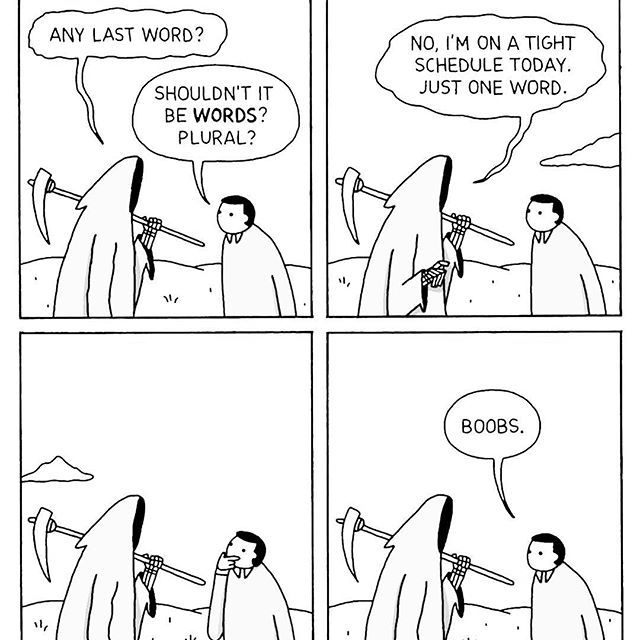 ANY LAST WORD?
SHOULDN'T IT
BE WORDS?
PLURAL?
NO, I'M ON A TIGHT
SCHEDULE TODAY.
JUST ONE WORD.
BOOBS.